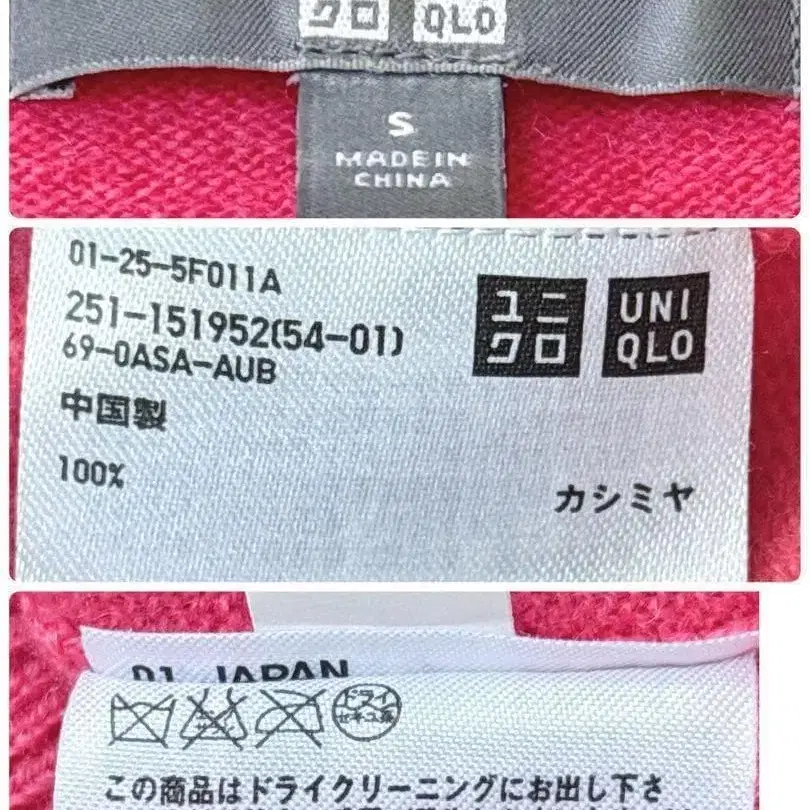 クロ QLO
S
MADE IN
CHINA
01-25-5F011A
251-151952(54-01)
69-0ASA-AUB
中国製
100%
カシミヤ
ユニ
クロ
UNI
QLO
01 JAPAN
ドライ
セキユ系
この商品はドライクリーニングにお出し下さ